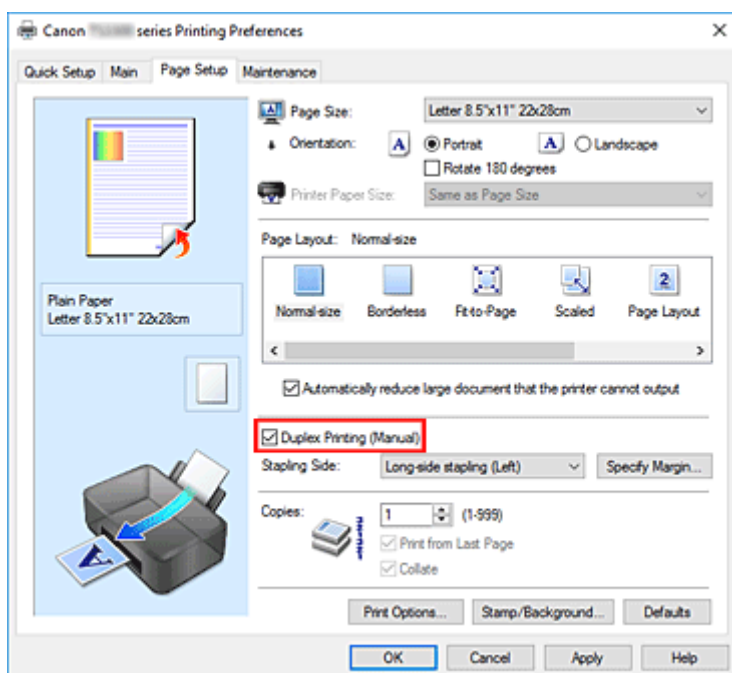 Canon series Printing Preferences
Quick Setup Main Page Setup Maintenance
Page Size: Letter 8.5"x11" 22x28cm
Orientation: A Portrait A Landscape
Rotate 180 degrees
Printer Paper Size: Same as Page Size
Page Layout: Normal-size
2
Normal-size Borderless Fit-to-Page Scaled Page Layout
Plain Paper
Letter 8.5"x11" 22x28cm
Automatically reduce large document that the printer cannot output
Duplex Printing (Manual)
Stapling Side: Long-side stapling (Left) Specify Margin...
Copies: 1 (1-999)
Print from Last Page
Collate
A
Print Options... Stamp/Background... Defaults
OK Cancel Apply Help